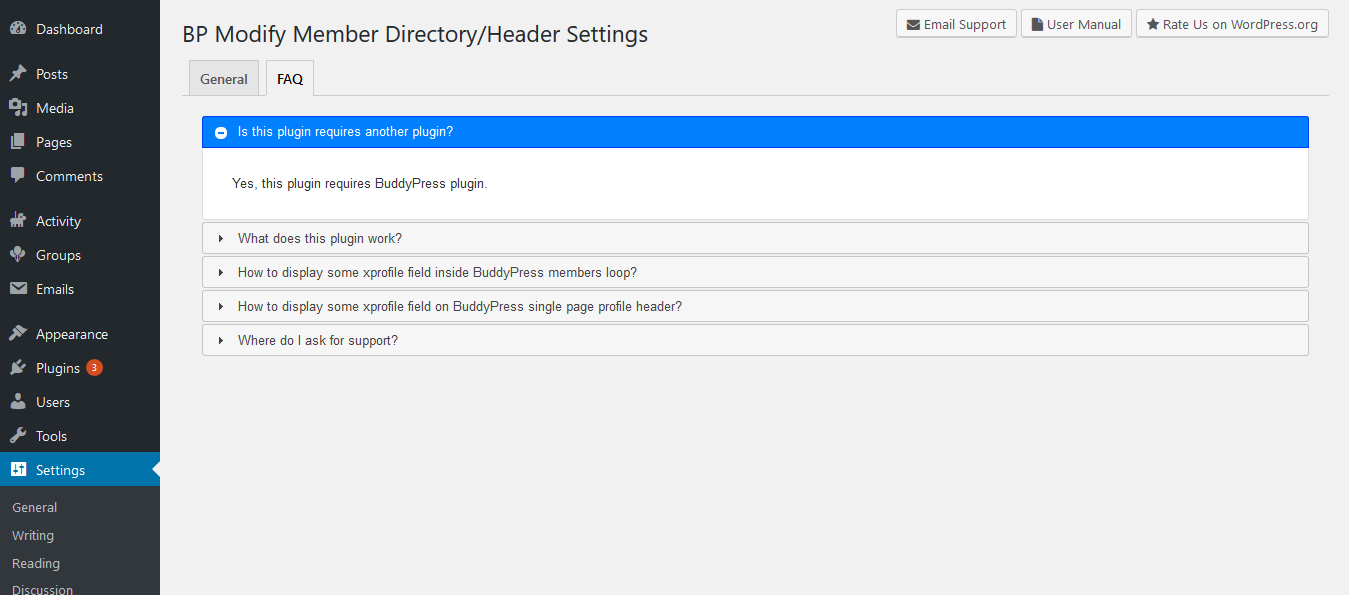 Dashboard
Posts
Media
Pages
Comments
Activity
Groups
Emails
Appearance
Plugins 3
Users
Tools
Settings
General
Writing
Reading
Discussion
BP Modify Member Directory/Header Settings
Email Support
User Manual
Rate Us on WordPress.org
General
FAQ
Is this plugin requires another plugin?
Yes, this plugin requires BuddyPress plugin.
What does this plugin work?
How to display some xprofile field inside BuddyPress members loop?
How to display some xprofile field on BuddyPress single page profile header?
Where do I ask for support?